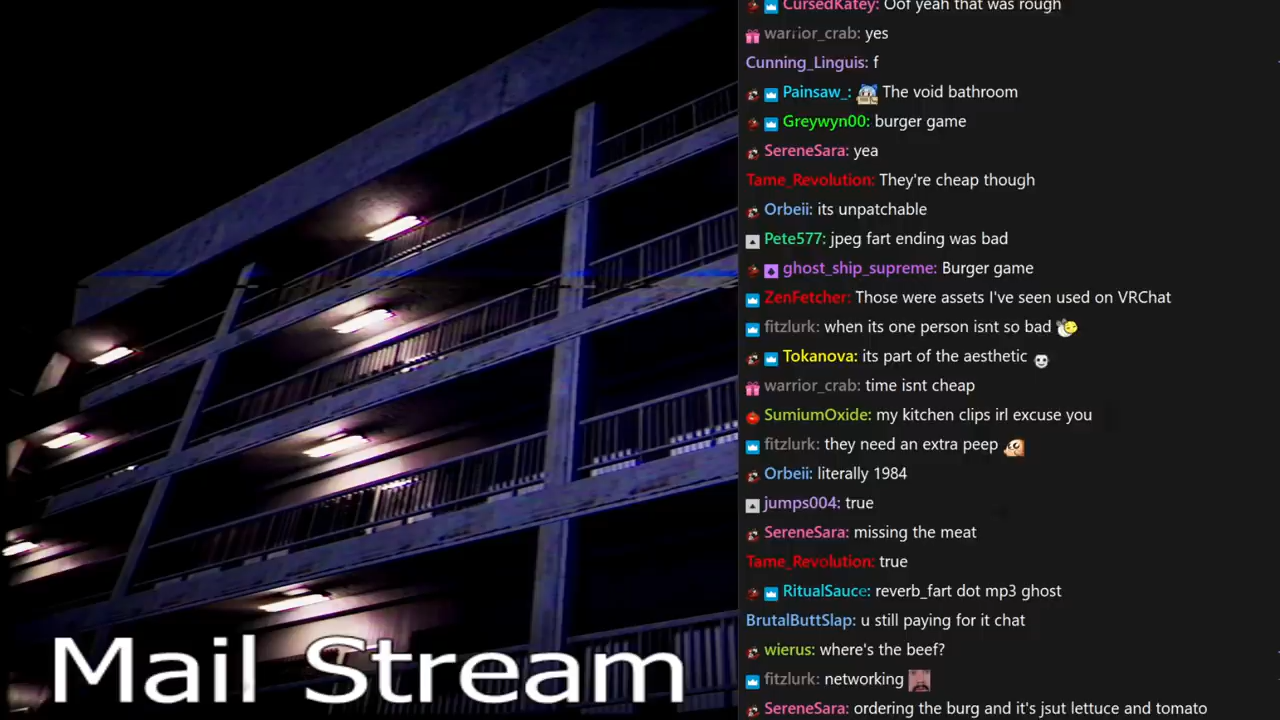 CursedKatey: Oof yeah that was rough
warrior_crab: yes
Cunning_Linguis: f
Painsaw_: The void bathroom
Greywyn00: burger game
SereneSara: yea
Tame_Revolution: They're cheap though
Orbeii: its unpatchable
Pete577: jpeg fart ending was bad
ghost_ship_supreme: Burger game
ZenFetcher: Those were assets I've seen used on VRChat
fitzlurk: when its one person isnt so bad
Tokanova: its part of the aesthetic
warrior_crab: time isnt cheap
SumiumOxide: my kitchen clips irl excuse you
fitzlurk: they need an extra peep
Orbeii: literally 1984
jumps004: true
SereneSara: missing the meat
Tame_Revolution: true
RitualSauce: reverb_fart dot mp3 ghost
BrutalButtSlap: u still paying for it chat
wierus: where's the beef?
fitzlurk: networking
SereneSara: ordering the burg and it's jsut lettuce and tomato
Mail Stream